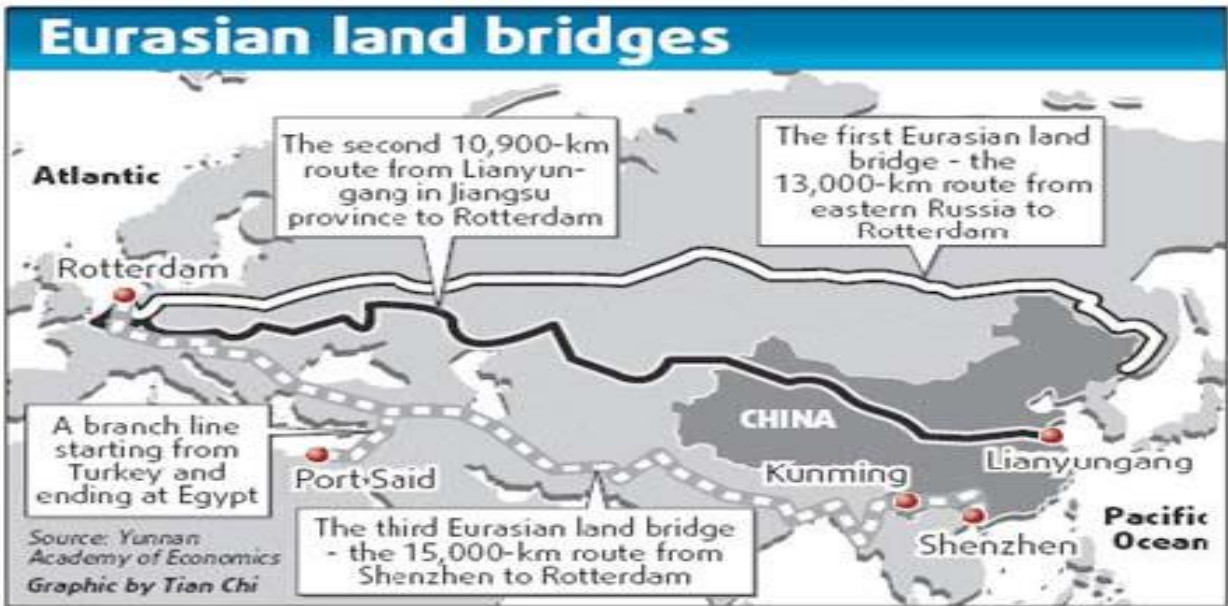 Eurasian land bridges
Atlantic
The second 10,900-km
route from Lianyun-
gang in Jiangsu
province to Rotterdam
The first Eurasian land
bridge - the
13,000-km route from
eastern Russia to
Rotterdam
Rotterdam
A branch line
starting from
Turkey and
ending at Egypt
Port Said
CHINA
Kunming
Lianyungang
Shenzhen
Pacific
Ocean
The third Eurasian land bridge
- the 15,000-km route from
Shenzhen to Rotterdam
Source: Yunnan
Academy of Economics
Graphic by Tian Chi